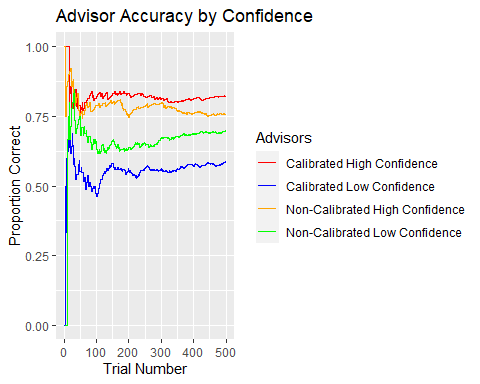 Advisor Accuracy by Confidence
1.00
0.75
0.50
0.25
0.00
Proportion Correct
0 100 200 300 400 500
Trial Number
Advisors
Calibrated High Confidence
Calibrated Low Confidence
Non-Calibrated High Confidence
Non-Calibrated Low Confidence